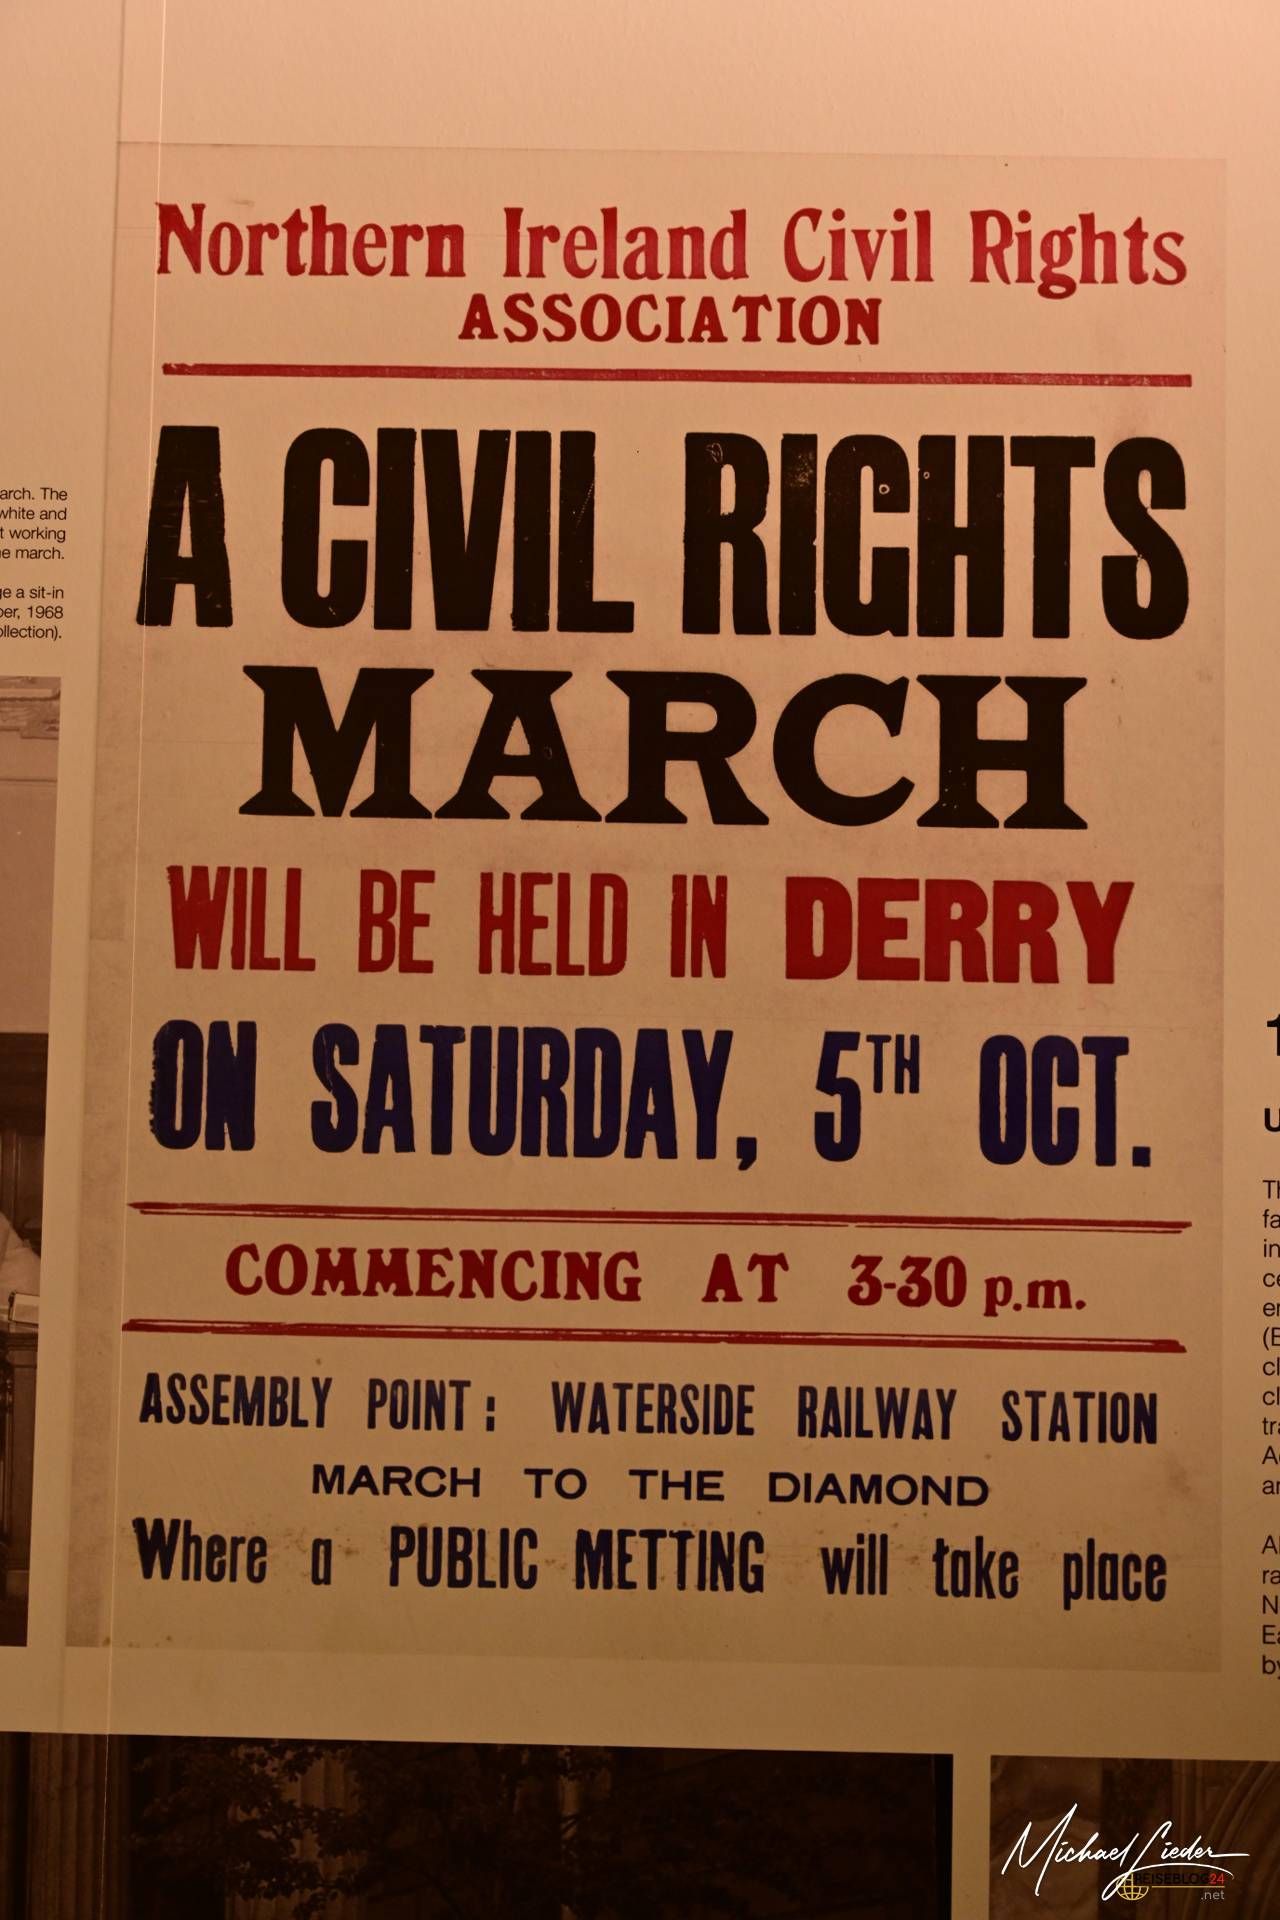 Northern Ireland Civil Rights
ASSOCIATION
A CIVIL RIGHTS
MARCH
WILL BE HELD IN DERRY
ON SATURDAY, 5TH OCT.
COMMENCING AT 3-30 p.m.
ASSEMBLY POINT: WATERSIDE RAILWAY STATION
MARCH TO THE DIAMOND
Where a PUBLIC METTING will take place
arch. The
white and
t working
e march.
e a sit-in
ber, 1968
ollection).
Michael Lieder
REISEBLOG24
.net